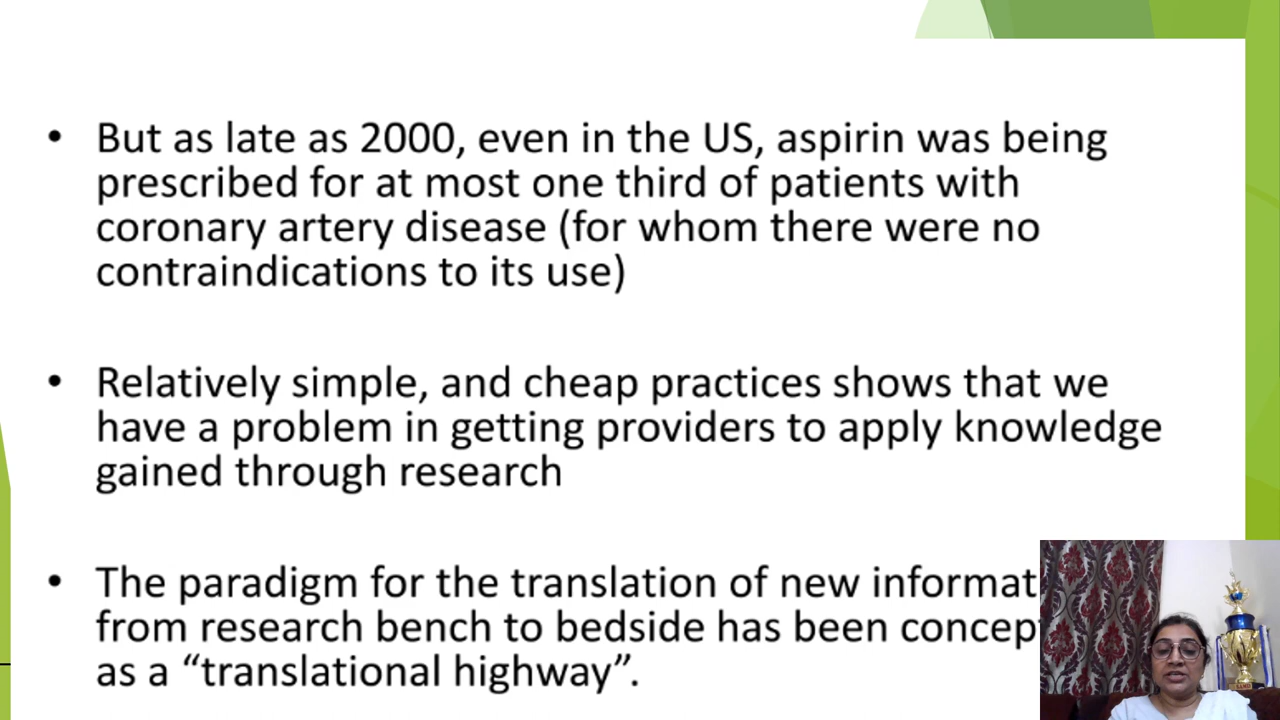 • But as late as 2000, even in the US, aspirin was being
prescribed for at most one third of patients with
coronary artery disease (for whom there were no
contraindications to its use)
• Relatively simple, and cheap practices shows that we
have a problem in getting providers to apply knowledge
gained through research
• The paradigm for the translation of new informat
from research bench to bedside has been concep
as a “translational highway”.